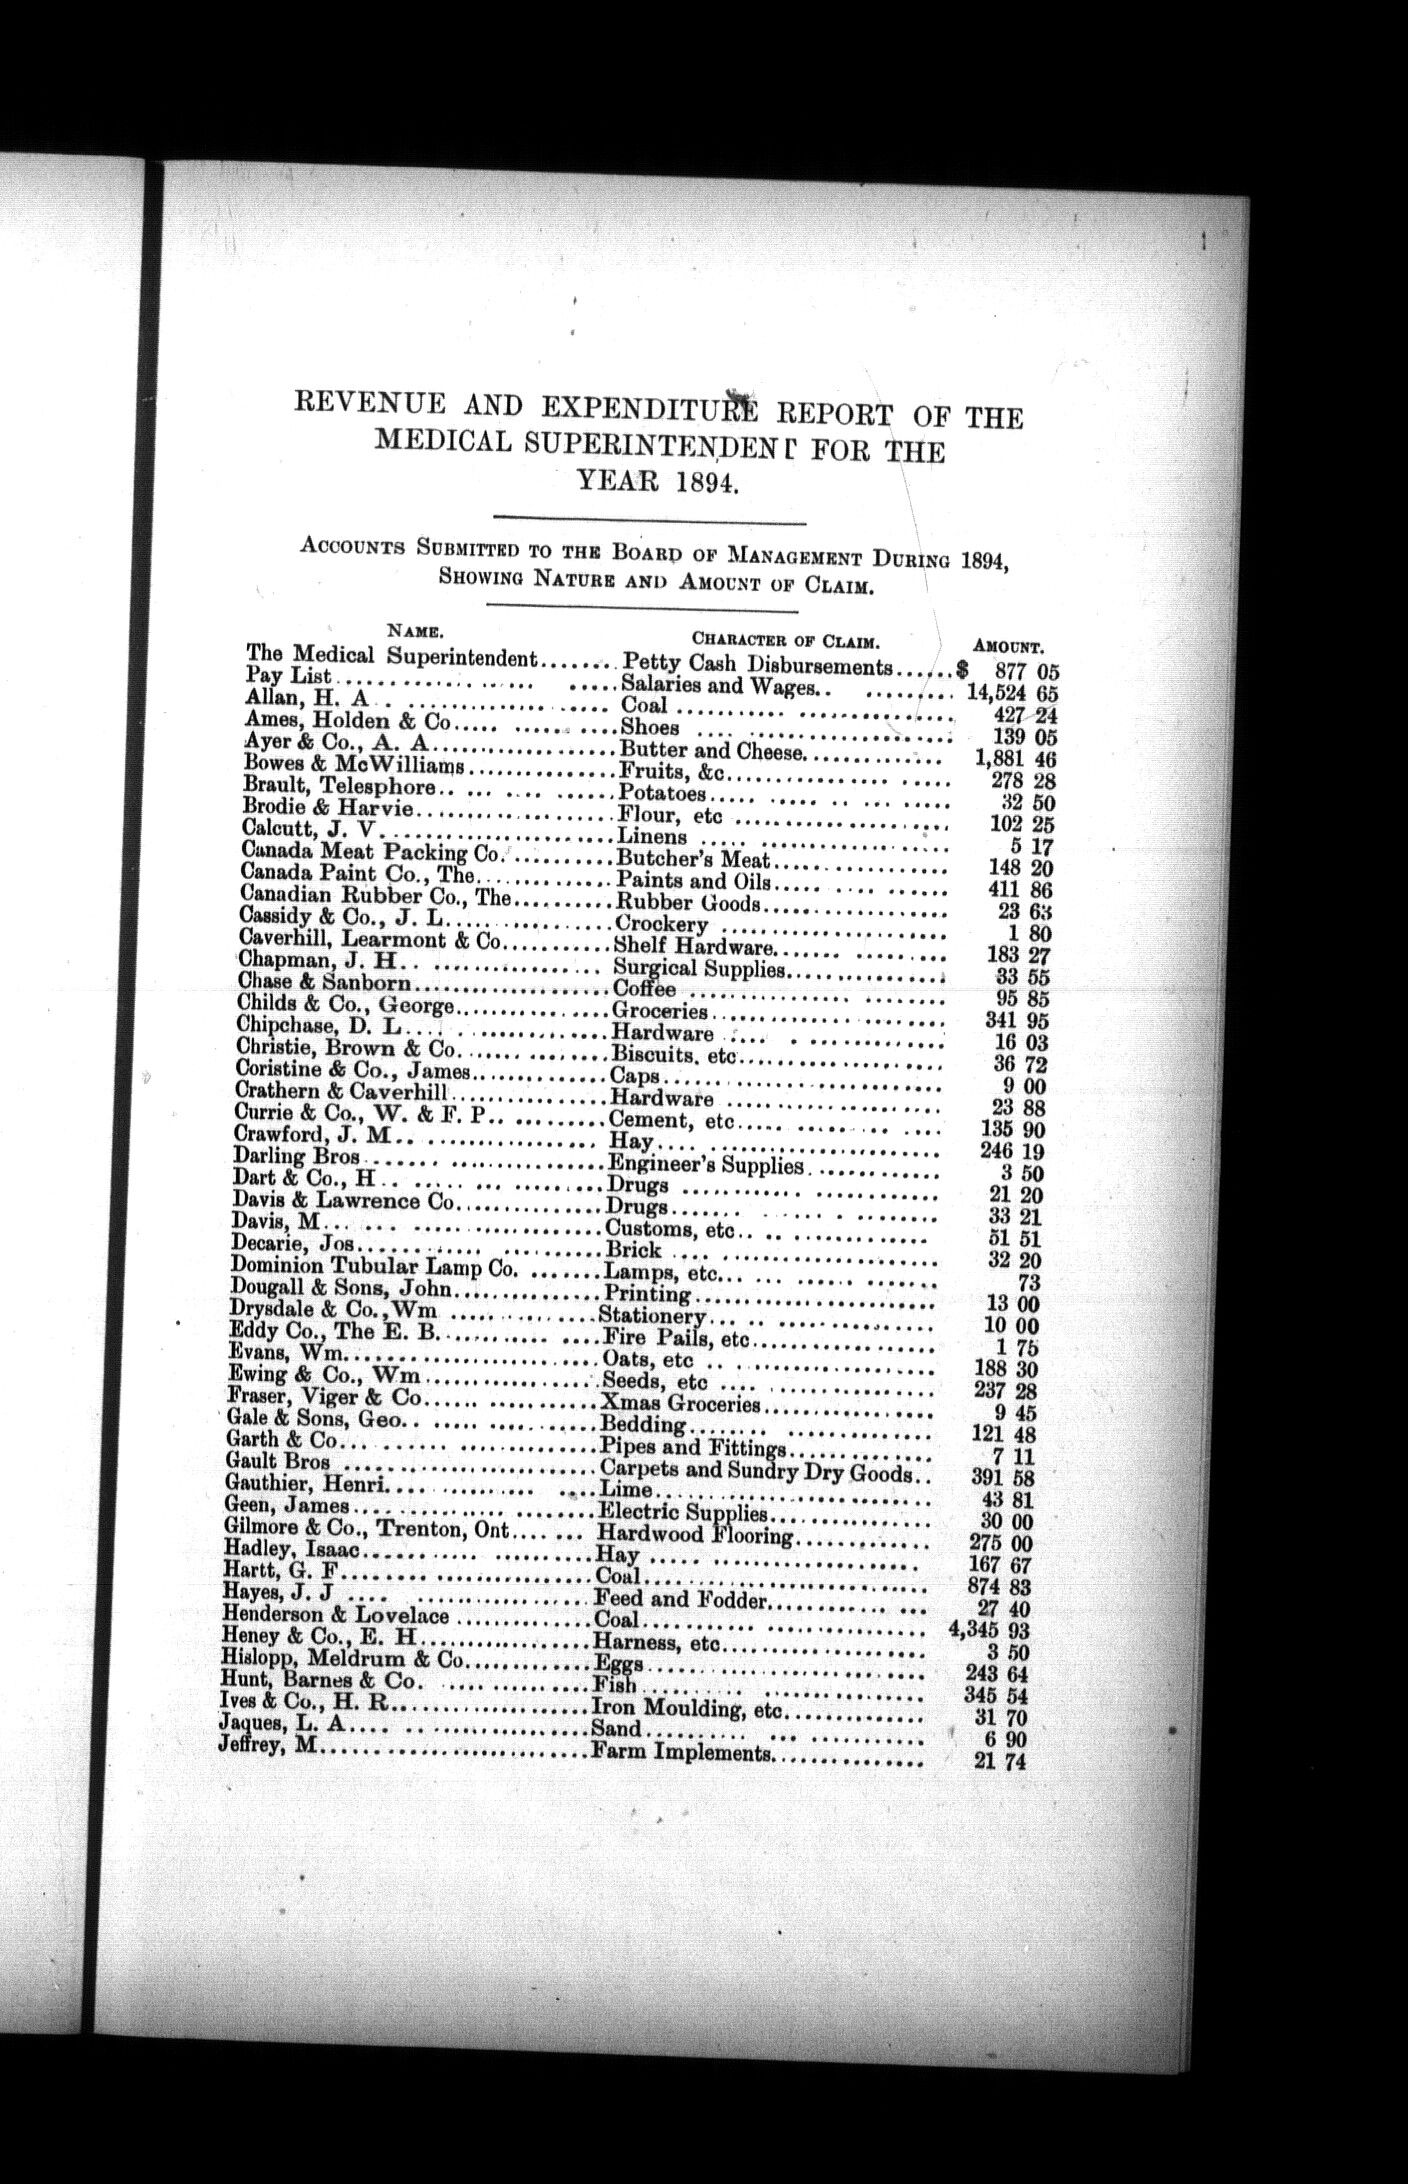 REVENUE AND EXPENDITURE REPORT OF THE
MEDICAL SUPERINTENDENT FOR THE
YEAR 1894.
ACCOUNTS SUBMITTED TO THE BOARD OF MANAGEMENT DURING 1894,
SHOWING NATURE AND AMOUNT OF CLAIM.
NAME. CHARACTER OF CLAIM. AMOUNT.
The Medical Superintendent........ Petty Cash Disbursements......$ 877 05
Pay List..................... Salaries and Wages........... 14,524 65
Allan, H. A..................... Coal..................... 427 24
Ames, Holden & Co................ Shoes..................... 139 05
Ayer & Co., A. A................... Butter and Cheese.............. 1,881 46
Bowes & McWilliams............... Fruits, &c..................... 278 28
Brault, Telesphore................ Potatoes..................... 32 50
Brodie & Harvie................... Flour, etc..................... 102 25
Calcutt, J. V...................... Linens..................... 5 17
Canada Meat Packing Co........... Butcher's Meat................. 148 20
Canada Paint Co., The.............. Paints and Oils................. 411 86
Canadian Rubber Co., The.......... Rubber Goods.................. 23 63
Cassidy & Co., J. L................ Crockery..................... 1 80
Caverhill, Learmont & Co........... Shelf Hardware................. 183 27
Chapman, J. H................... Surgical Supplies............... 33 55
Chase & Sanborn................... Coffee..................... 95 85
Childs & Co., George............... Groceries..................... 341 95
Chipchase, D. L................... Hardware..................... 16 03
Christie, Brown & Co.............. Biscuits. etc.................... 36 72
Coristine & Co., James............. Caps..................... 9 00
Crathern & Caverhill................ Hardware..................... 23 88
Currie & Co., W. & F. P........... Cement, etc.................... 135 90
Crawford, J. M.................. Hay..................... 246 19
Darling Bros..................... Engineer's Supplies............. 3 50
Dart & Co., H................... Drugs..................... 21 20
Davis & Lawrence Co.............. Drugs..................... 33 21
Davis, M..................... Customs, etc.................. 51 51
Decarie, Jos..................... Brick..................... 32 20
Dominion Tubular Lamp Co. ....... Lamps, etc.................... 73
Dougall & Sons, John.............. Printing..................... 13 00
Drysdale & Co., Wm .............. Stationery..................... 10 00
Eddy Co., The E. B................ Fire Pails, etc.................. 1 75
Evans, Wm..................... Oats, etc..................... 188 30
Ewing & Co., Wm................. Seeds, etc..................... 237 28
Fraser, Viger & Co................ Xmas Groceries................. 9 45
Gale & Sons, Geo.................. Bedding..................... 121 48
Garth & Co..................... Pipes and Fittings.............. 7 11
Gault Bros ..................... Carpets and Sundry Dry Goods.. 391 58
Gauthier, Henri.................. Lime..................... 43 81
Geen, James..................... Electric Supplies................ 30 00
Gilmore & Co., Trenton, Ont....... Hardwood Flooring............. 275 00
Hadley, Isaac..................... Hay..................... 167 67
Hartt, G. F..................... Coal..................... 874 83
Hayes, J. J..................... Feed and Fodder............... 27 40
Henderson & Lovelace ............. Coal..................... 4,345 93
Heney & Co., E. H................ Harness, etc.................... 3 50
Hislopp, Meldrum & Co............ Eggs..................... 243 64
Hunt, Barnes & Co. .............. Fish..................... 345 54
Ives & Co., H. R.................. Iron Moulding, etc.............. 31 70
Jaques, L. A..................... Sand..................... 6 90
Jeffrey, M..................... Farm Implements............... 21 74